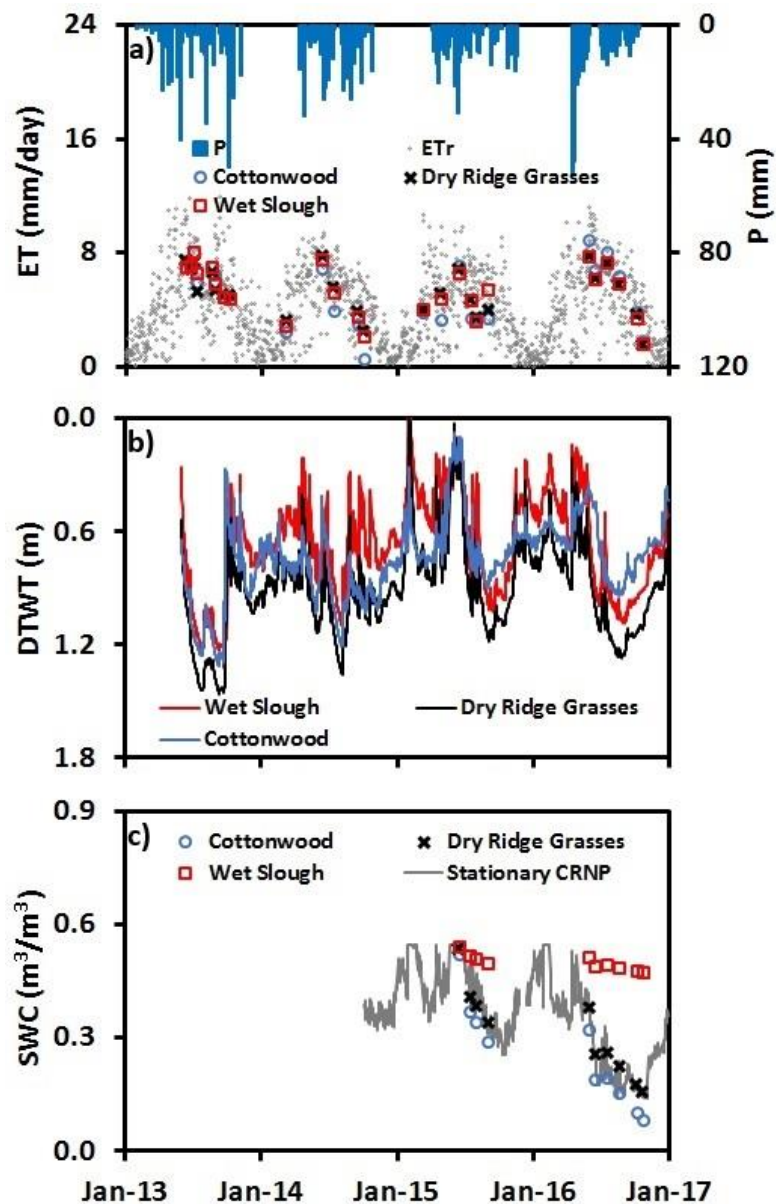 24 0
a)
18 40
P ETr
Cottonwood Dry Ridge Grasses
Wet Slough
ET (mm/day)
P (mm)
12
8 80
0 120
0.0
b)
0.6
DTWT (m)
1.2
Wet Slough Dry Ridge Grasses
Cottonwood
1.8
0.9
c) Cottonwood Dry Ridge Grasses
Wet Slough Stationary CRNP
0.6
SWC (m³/m³)
0.3
0.0
Jan-13 Jan-14 Jan-15 Jan-16 Jan-17